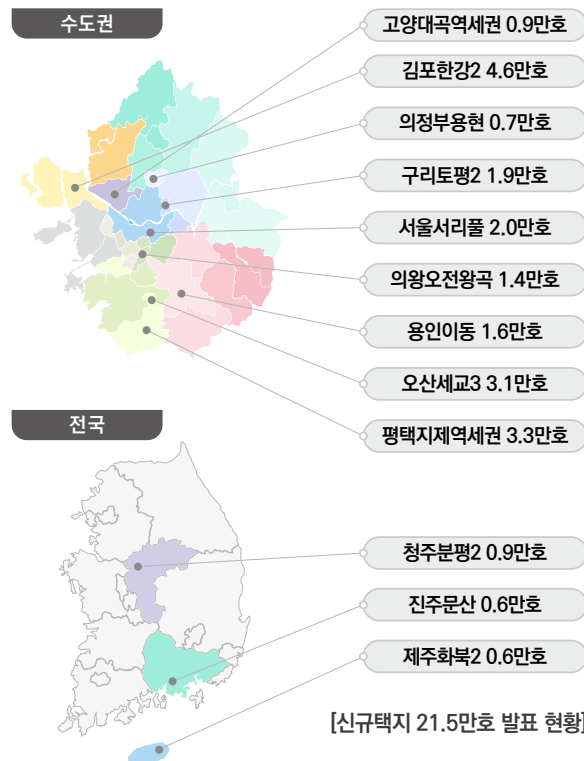 수도권
고양대곡역세권 0.9만호
김포한강2 4.6만호
의정부용현 0.7만호
구리토평2 1.9만호
서울서리풀 2.0만호
의왕오전왕곡 1.4만호
용인이동 1.6만호
오산세교3 3.1만호
평택지제역세권 3.3만호
전국
청주분평2 0.9만호
진주문산 0.6만호
제주화북2 0.6만호
[신규택지 21.5만호 발표 현황]